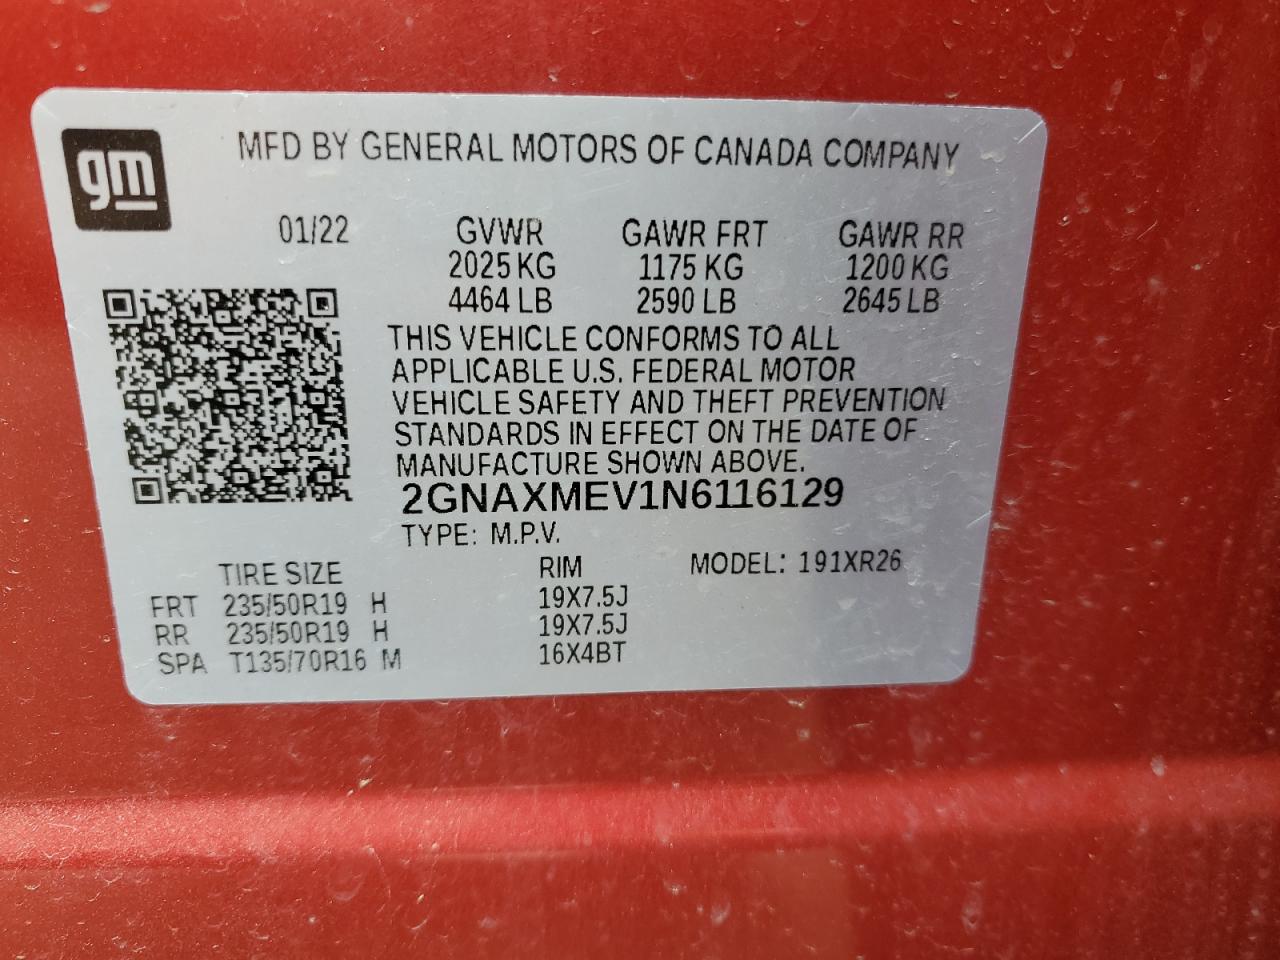 gm
MFD BY GENERAL MOTORS OF CANADA COMPANY
01/22 GVWR GAWR FRT GAWR RR
2025 KG 1175 KG 1200 KG
4464 LB 2590 LB 2645 LB
THIS VEHICLE CONFORMS TO ALL
APPLICABLE U.S. FEDERAL MOTOR
VEHICLE SAFETY AND THEFT PREVENTION
STANDARDS IN EFFECT ON THE DATE OF
MANUFACTURE SHOWN ABOVE.
2GNAXMEV1N6116129
TYPE: M.P.V.
TIRE SIZE RIM MODEL: 191XR26
FRT 235/50R19 H 19X7.5J
RR 235/50R19 H 19X7.5J
SPA T135/70R16 M 16X4BT